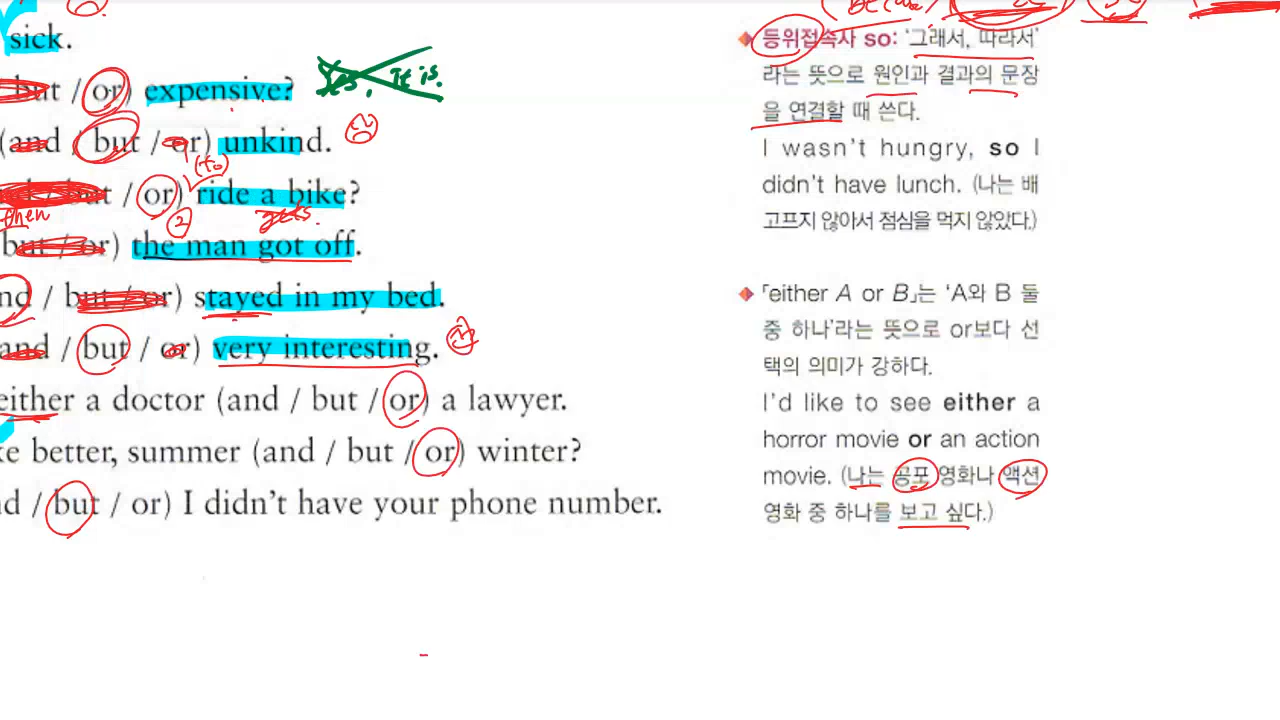 sick.
but / or) expensive?
Yes, It is.
(and / but / or) unkind.
(to)
but / or) ride a bike?
then
②
gets.
but / or) the man got off.
nd / but / or) stayed in my bed.
and / but / or) very interesting.
either a doctor (and / but / or) a lawyer.
ke better, summer (and / but / or) winter?
nd / but / or) I didn't have your phone number.
등위접속사 so: '그래서, 따라서'
라는 뜻으로 원인과 결과의 문장
을 연결할 때 쓴다.
I wasn't hungry, so I
didn't have lunch. (나는 배
고프지 않아서 점심을 먹지 않았다.)
「either A or B」는 'A와 B 둘
중 하나'라는 뜻으로 or보다 선
택의 의미가 강하다.
I'd like to see either a
horror movie or an action
movie. (나는 공포 영화나 액션
영화 중 하나를 보고 싶다.)